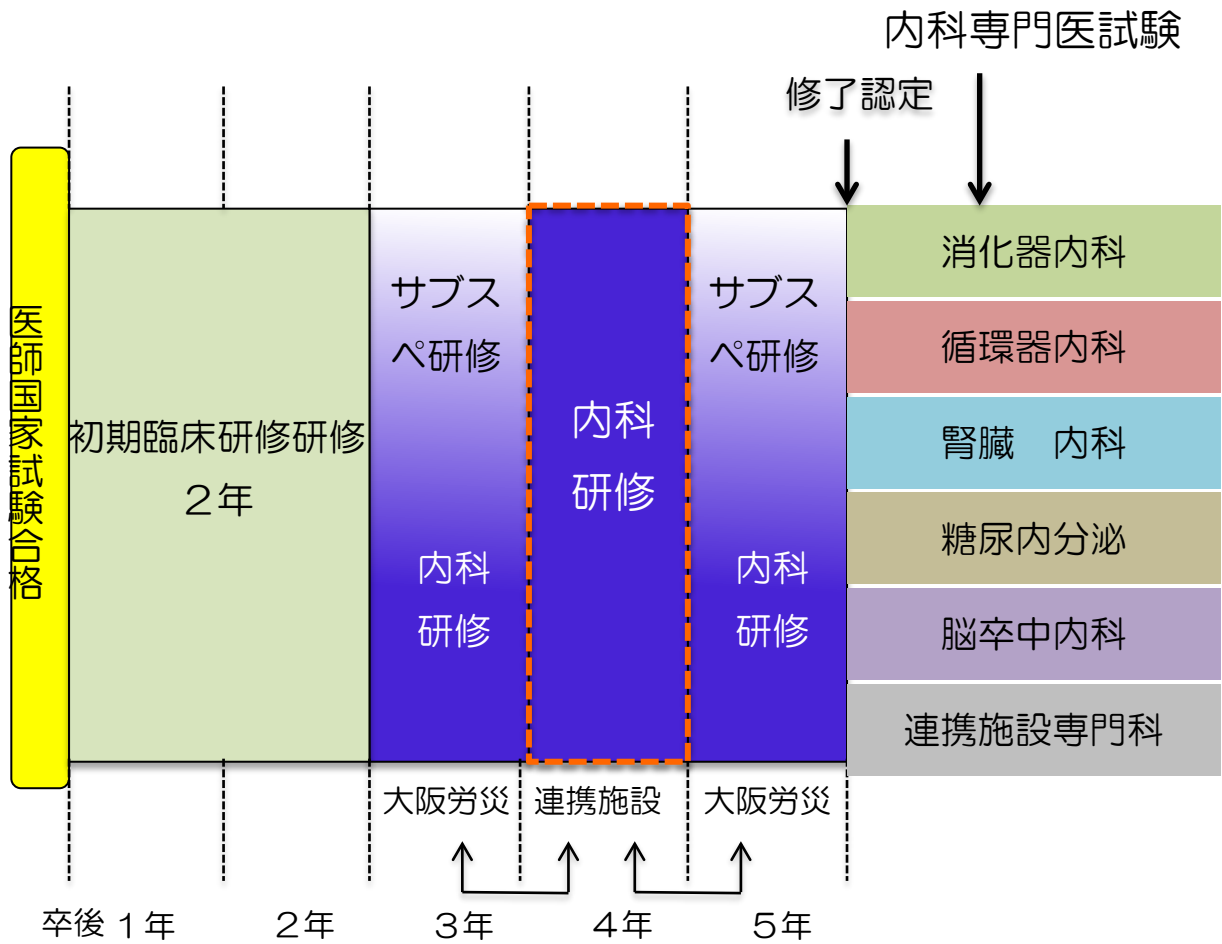 内科専門医試験
修了認定
医師国家試験合格
初期臨床研修研修
２年
サブス
ペ研修
内科
研修
内科
研修
サブス
ペ研修
内科
研修
消化器内科
循環器内科
腎臓　内科
糖尿内分泌
脳卒中内科
連携施設専門科
大阪労災
連携施設
大阪労災
卒後１年
２年
３年
４年
５年